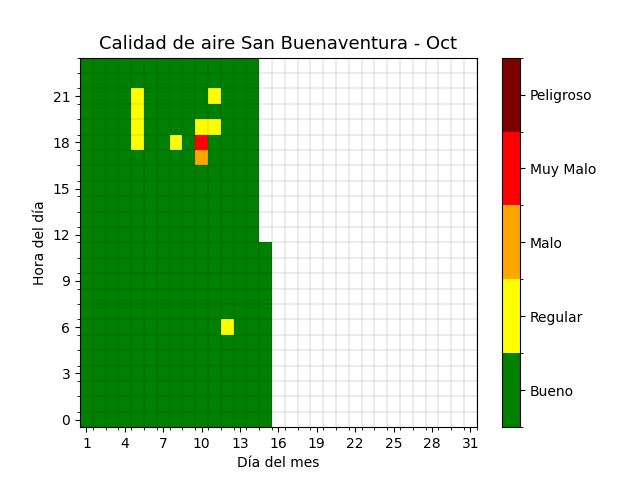 Calidad de aire San Buenaventura - Oct
Hora del día
21
18
15
12
9
6
3
0
1 4 7 10 13 16 19 22 25 28 31
Día del mes
Peligroso
Muy Malo
Malo
Regular
Bueno